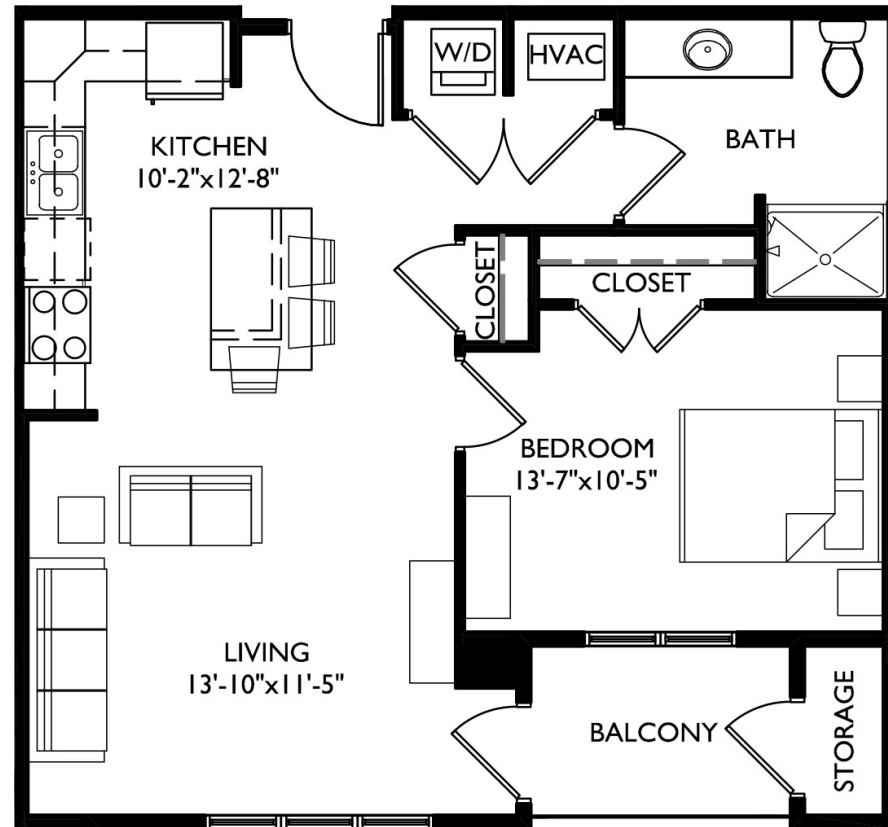 W/D
HVAC
KITCHEN
10'-2"x12'-8"
BATH
CLOSET
CLOSET
BEDROOM
13'-7"x10'-5"
LIVING
13'-10"x11'-5"
BALCONY
STORAGE